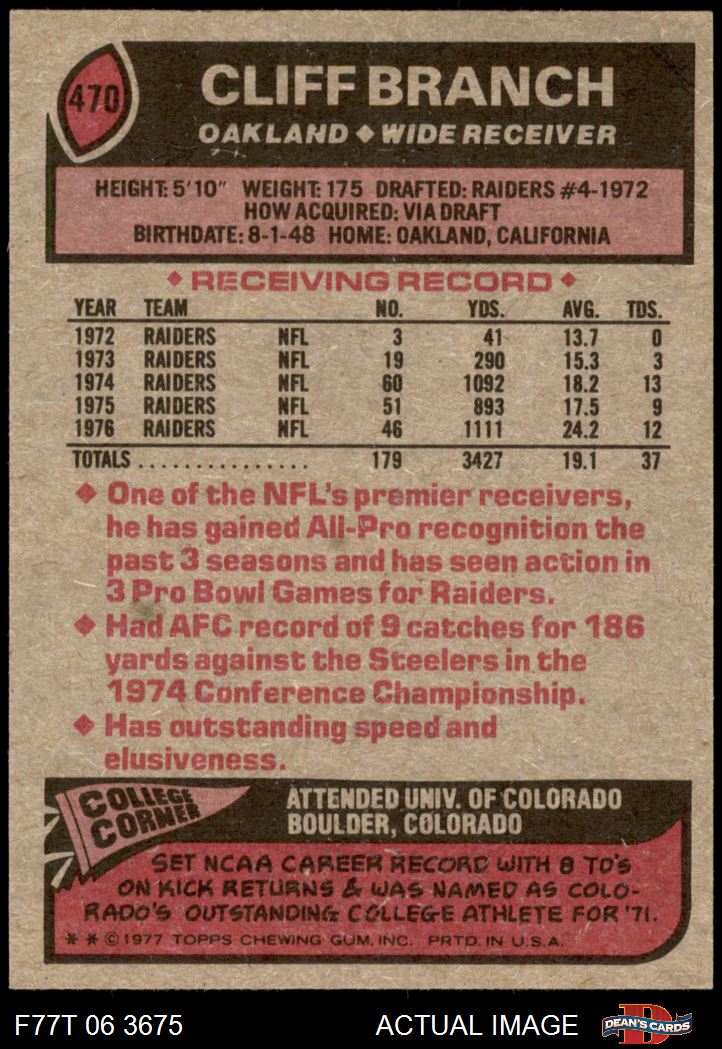 470
CLIFF BRANCH
OAKLAND ♦ WIDE RECEIVER
HEIGHT: 5'10" WEIGHT: 175 DRAFTED: RAIDERS #4-1972
HOW ACQUIRED: VIA DRAFT
BIRTHDATE: 8-1-48 HOME: OAKLAND, CALIFORNIA
♦ RECEIVING RECORD ♦
YEAR TEAM NO. YDS. AVG. TDS.
1972 RAIDERS NFL 3 41 13.7 0
1973 RAIDERS NFL 19 290 15.3 3
1974 RAIDERS NFL 60 1092 18.2 13
1975 RAIDERS NFL 51 893 17.5 9
1976 RAIDERS NFL 46 1111 24.2 12
TOTALS ................ 179 3427 19.1 37
♦ One of the NFL's premier receivers,
he has gained All-Pro recognition the
past 3 seasons and has seen action in
3 Pro Bowl Games for Raiders.
♦ Had AFC record of 9 catches for 186
yards against the Steelers in the
1974 Conference Championship.
♦ Has outstanding speed and
elusiveness.
COLLEGE
CORNER
ATTENDED UNIV. OF COLORADO
BOULDER, COLORADO
SET NCAA CAREER RECORD WITH 8 TD'S
ON KICK RETURNS & WAS NAMED AS COLO-
RADO'S OUTSTANDING COLLEGE ATHLETE FOR '71.
* * © 1977 TOPPS CHEWING GUM, INC. PRTD. IN U.S.A.
F77T 06 3675 ACTUAL IMAGE
D
DEAN'S CARDS